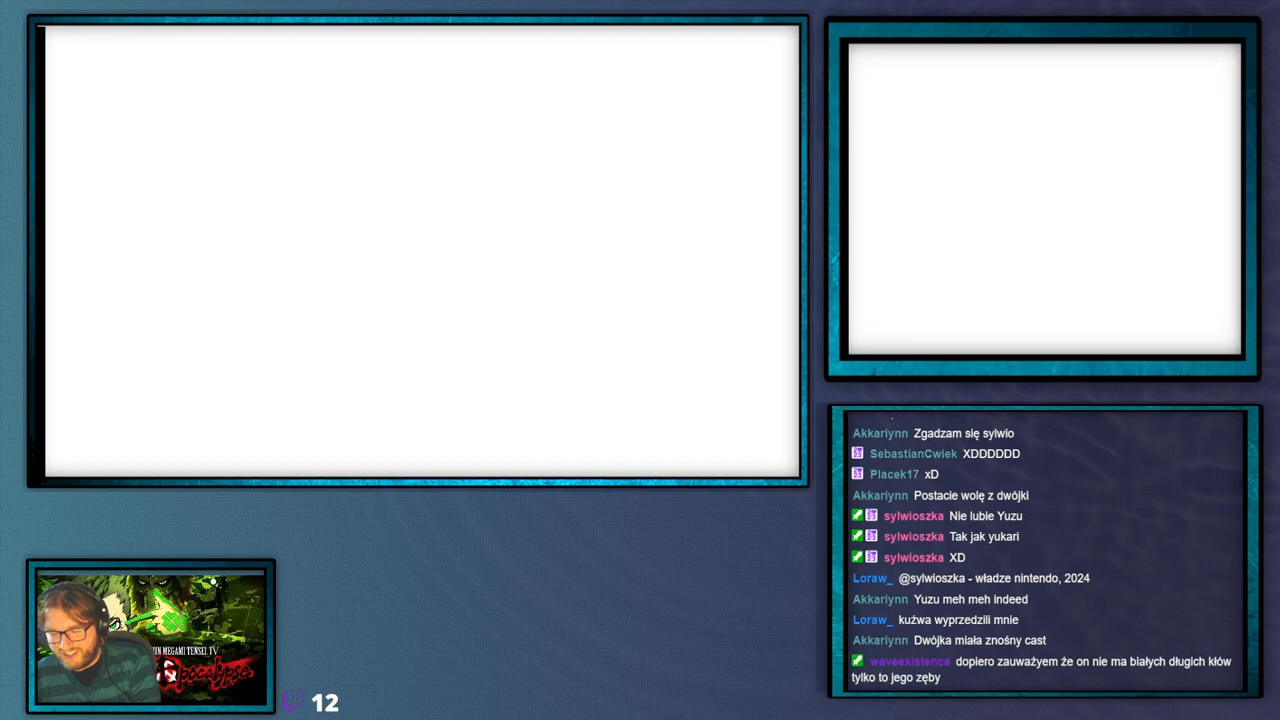 Akkariynn Zgadzam się sylwio
SebastianCwiek XDDDDDD
Placek17 xD
Akkariynn Postacie wolę z dwójki
sylwioszka Nie lubie Yuzu
sylwioszka Tak jak yukari
sylwioszka XD
Loraw_ @sylwioszka - władze nintendo, 2024
Akkariynn Yuzu meh meh indeed
Loraw_ kuźwa wyprzedzili mnie
Akkariynn Dwójka miała znośny cast
waveexistence dopiero zauważyem że on nie ma białych długich kłów
tylko to jego zęby
MEGAMI TENSEI IV
Apocalypse
12